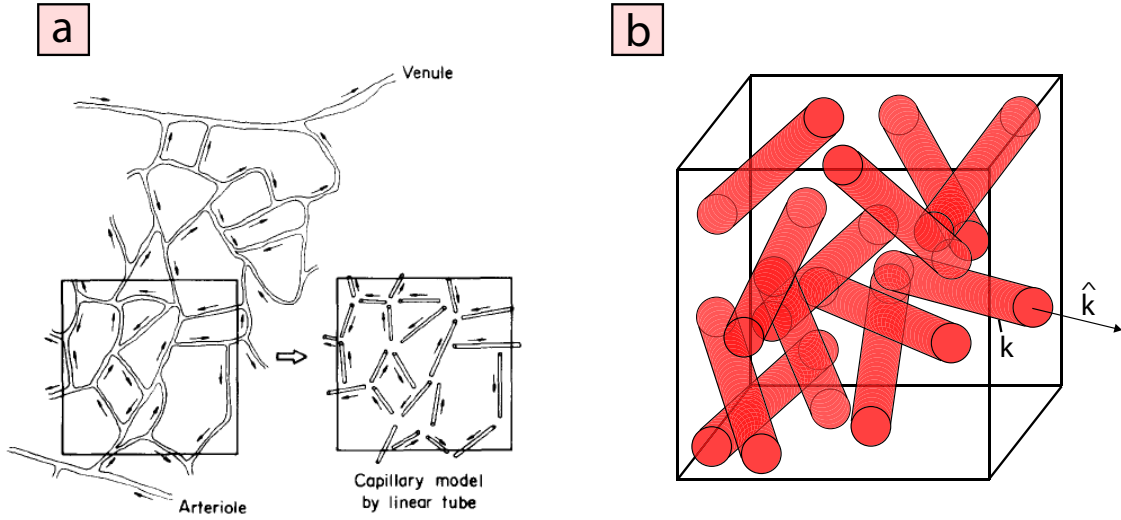 a
Venule
Arteriole
Capillary model
by linear tube
b
k̂
k